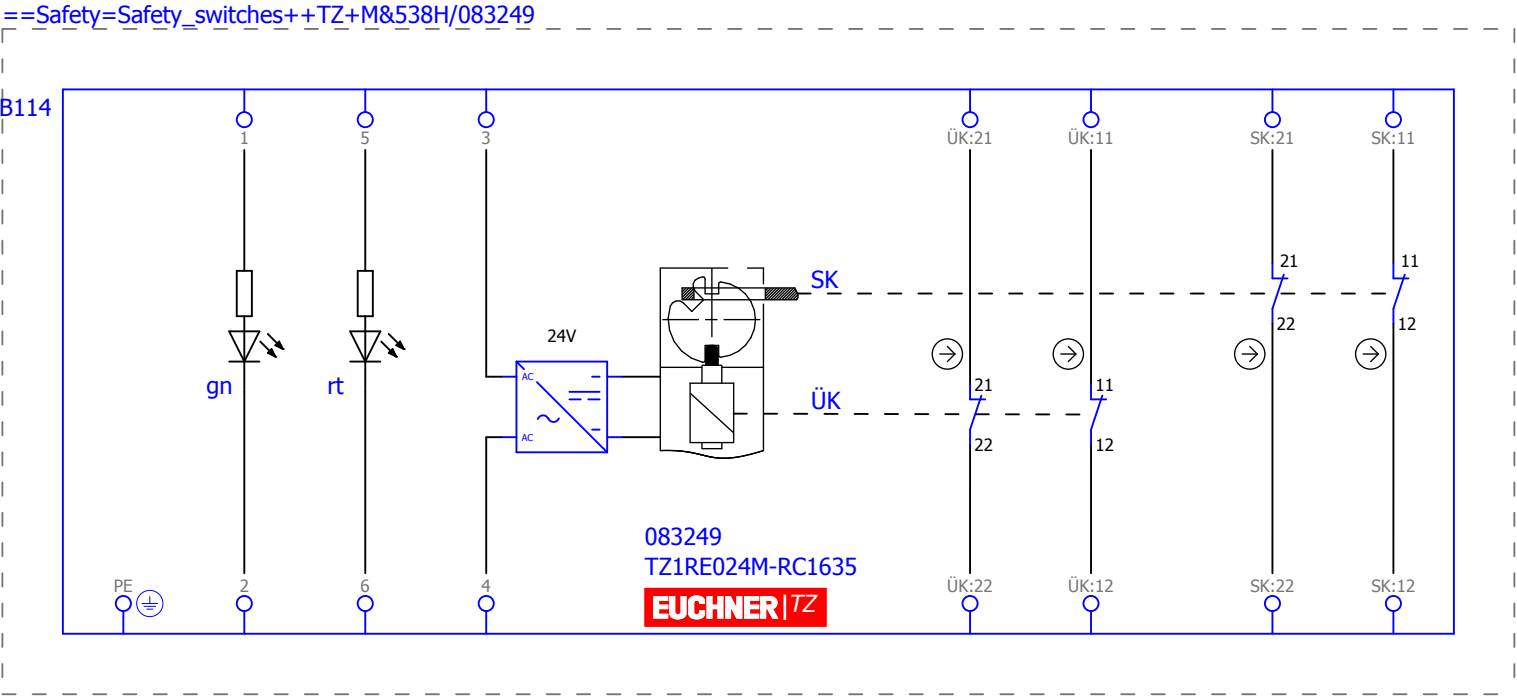 ==Safety=Safety_switches++TZ+M&538H/083249
B114
1 5 3 ÜK:21 ÜK:11 SK:21 SK:11
21 11
SK
22 12
24V
AC
gn rt
21 11
ÜK
AC
22 12
083249
TZ1RE024M-RC1635
PE 2 6 4 ÜK:22 ÜK:12 SK:22 SK:12
EUCHNER|TZ